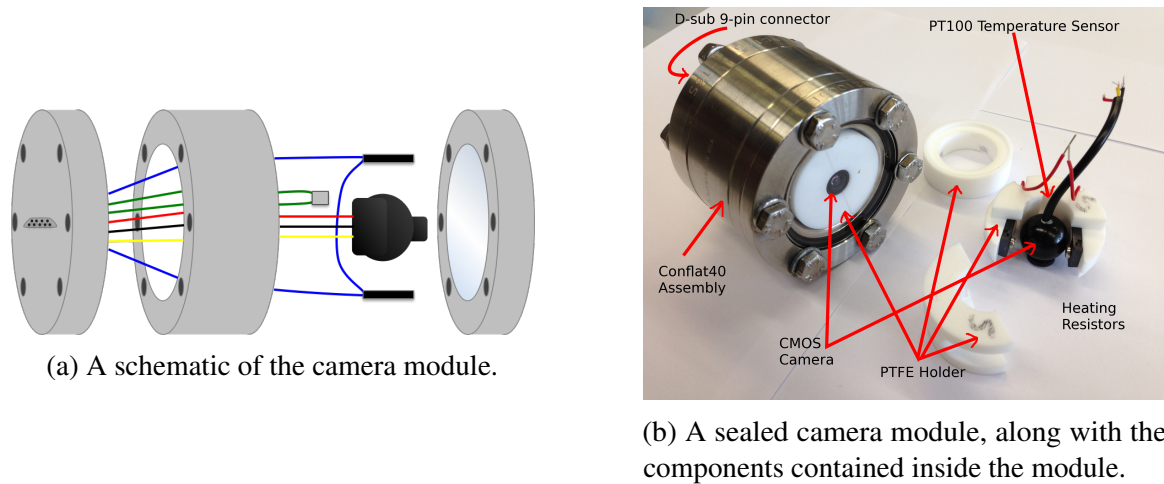 D-sub 9-pin connector
PT100 Temperature Sensor
Conflat40
Assembly
Heating
Resistors
CMOS
Camera
PTFE Holder
(a) A schematic of the camera module.
(b) A sealed camera module, along with the
components contained inside the module.